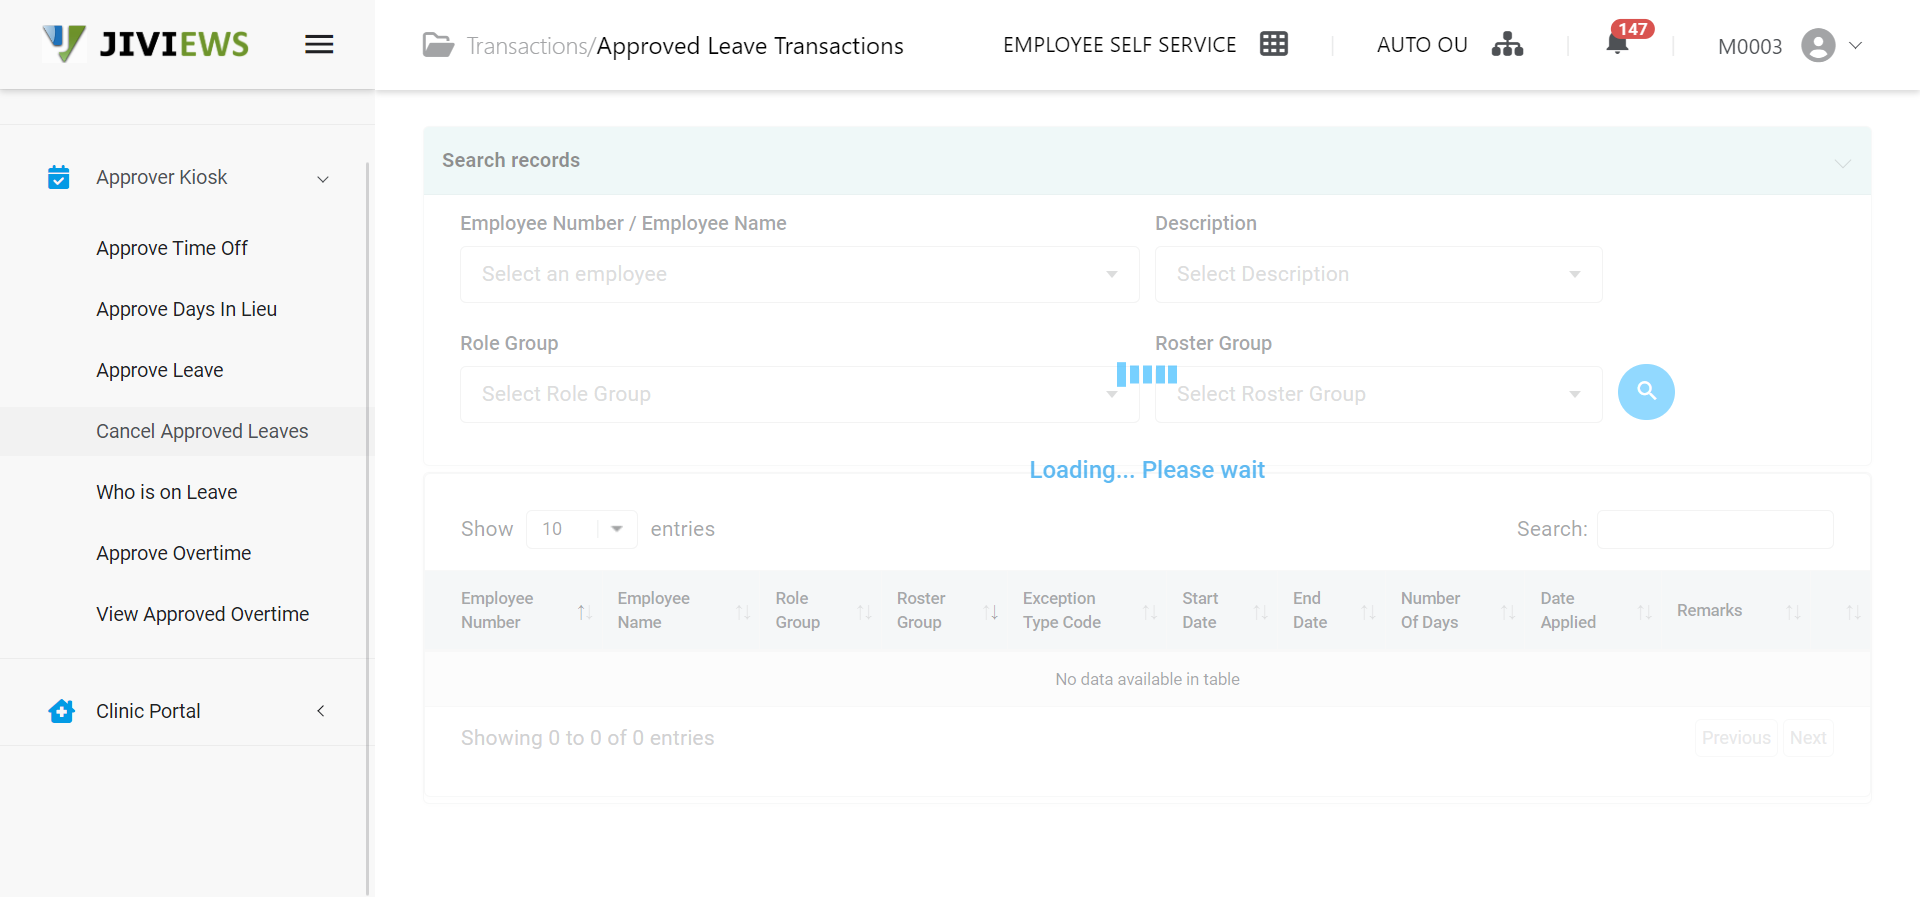 JIVIEWS
Transactions/Approved Leave Transactions
EMPLOYEE SELF SERVICE
AUTO OU
147
M0003
Approver Kiosk
Approve Time Off
Approve Days In Lieu
Approve Leave
Cancel Approved Leaves
Who is on Leave
Approve Overtime
View Approved Overtime
Clinic Portal
Search records
Employee Number / Employee Name
Description
Select an employee
Select Description
Role Group
Roster Group
Select Role Group
Select Roster Group
Loading... Please wait
Show 10 entries
Search:
Employee Number
Employee Name
Role Group
Roster Group
Exception Type Code
Start Date
End Date
Number Of Days
Date Applied
Remarks
No data available in table
Showing 0 to 0 of 0 entries
Previous
Next